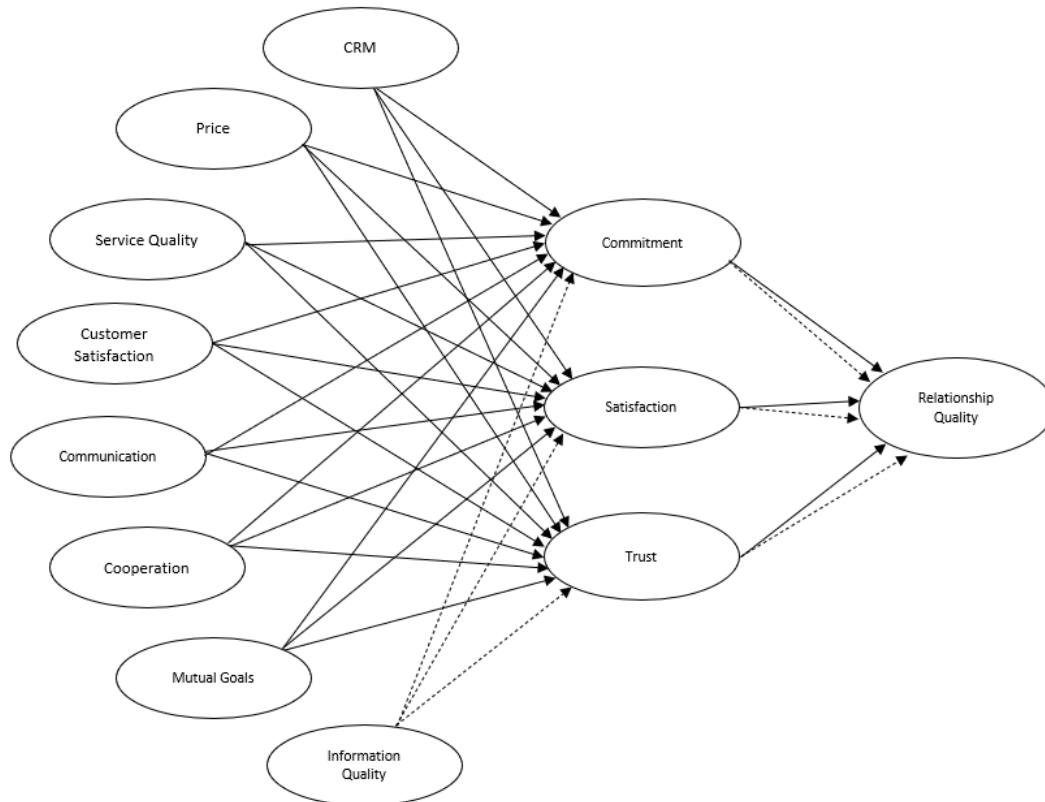 CRM
Price
Service Quality
Customer
Satisfaction
Communication
Cooperation
Mutual Goals
Information
Quality
Commitment
Satisfaction
Trust
Relationship
Quality